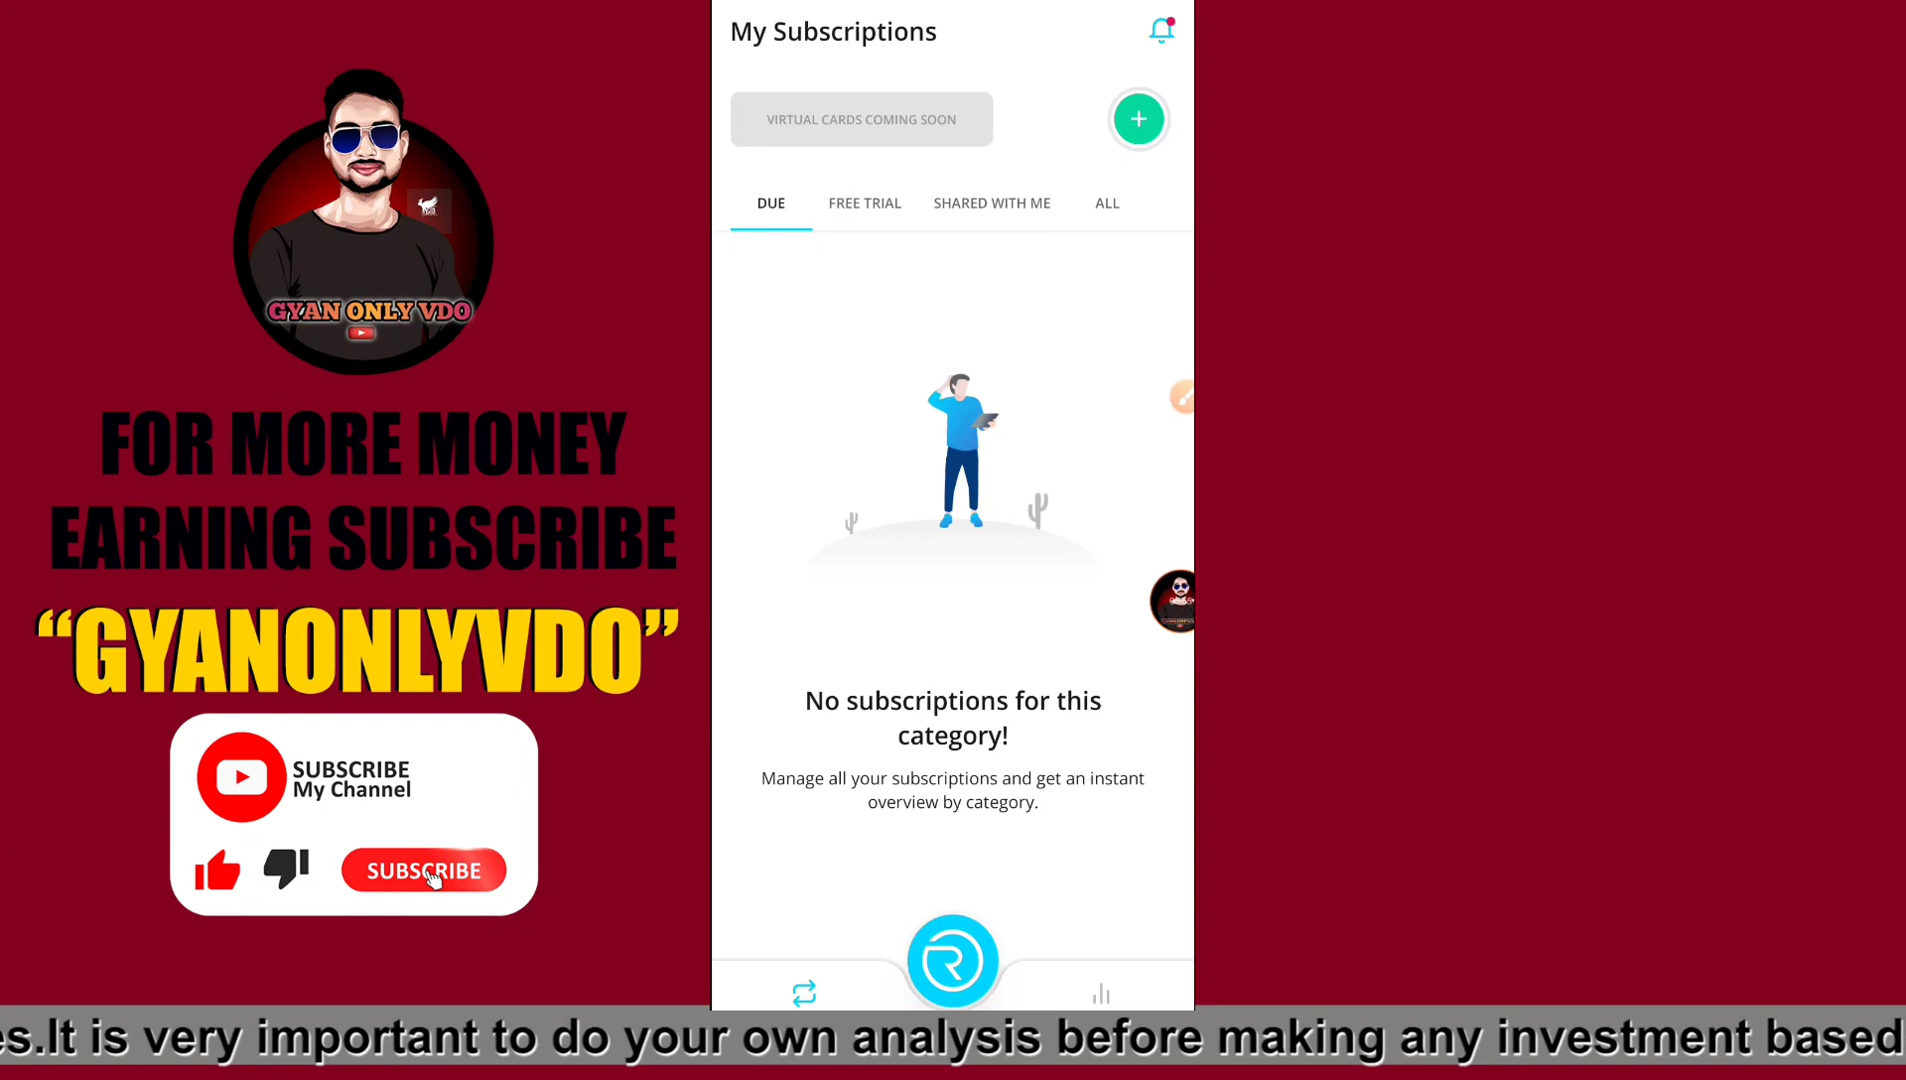 GYAN ONLY VDO
FOR MORE MONEY
EARNING SUBSCRIBE
“GYANONLYVDO”
SUBSCRIBE
My Channel
SUBSCRIBE
My Subscriptions
VIRTUAL CARDS COMING SOON
+
DUE FREE TRIAL SHARED WITH ME ALL
No subscriptions for this
category!
Manage all your subscriptions and get an instant
overview by category.
es.It is very important to do your own analysis before making any investment based